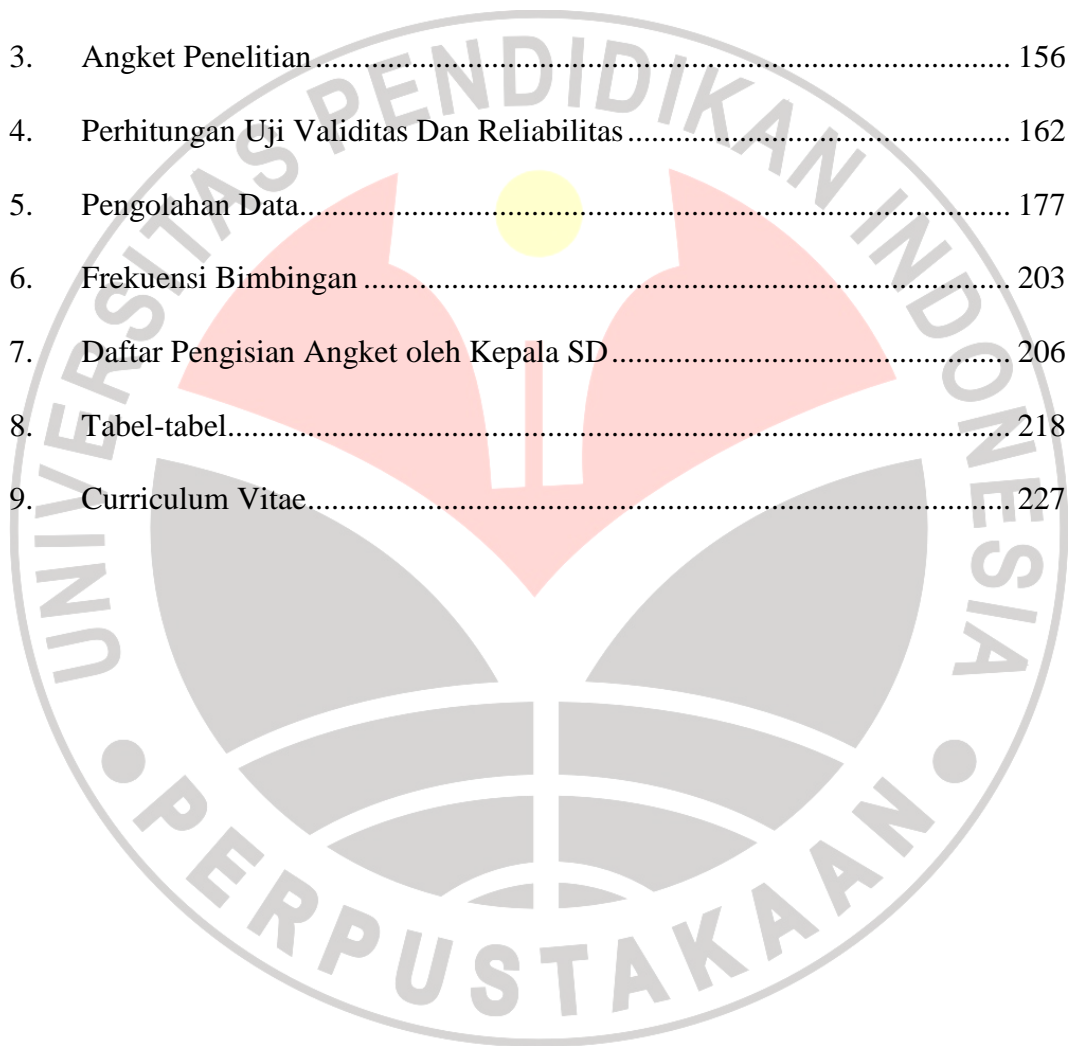 3. Angket Penelitian........................................................................................ 156
4. Perhitungan Uji Validitas Dan Reliabilitas................................................ 162
5. Pengolahan Data.......................................................................................... 177
6. Frekuensi Bimbingan.................................................................................. 203
7. Daftar Pengisian Angket oleh Kepala SD.................................................. 206
8. Tabel-tabel................................................................................................... 218
9. Curriculum Vitae......................................................................................... 227
UNIVERSITAS PENDIDIKAN INDONESIA
PERPUSTAKAAN